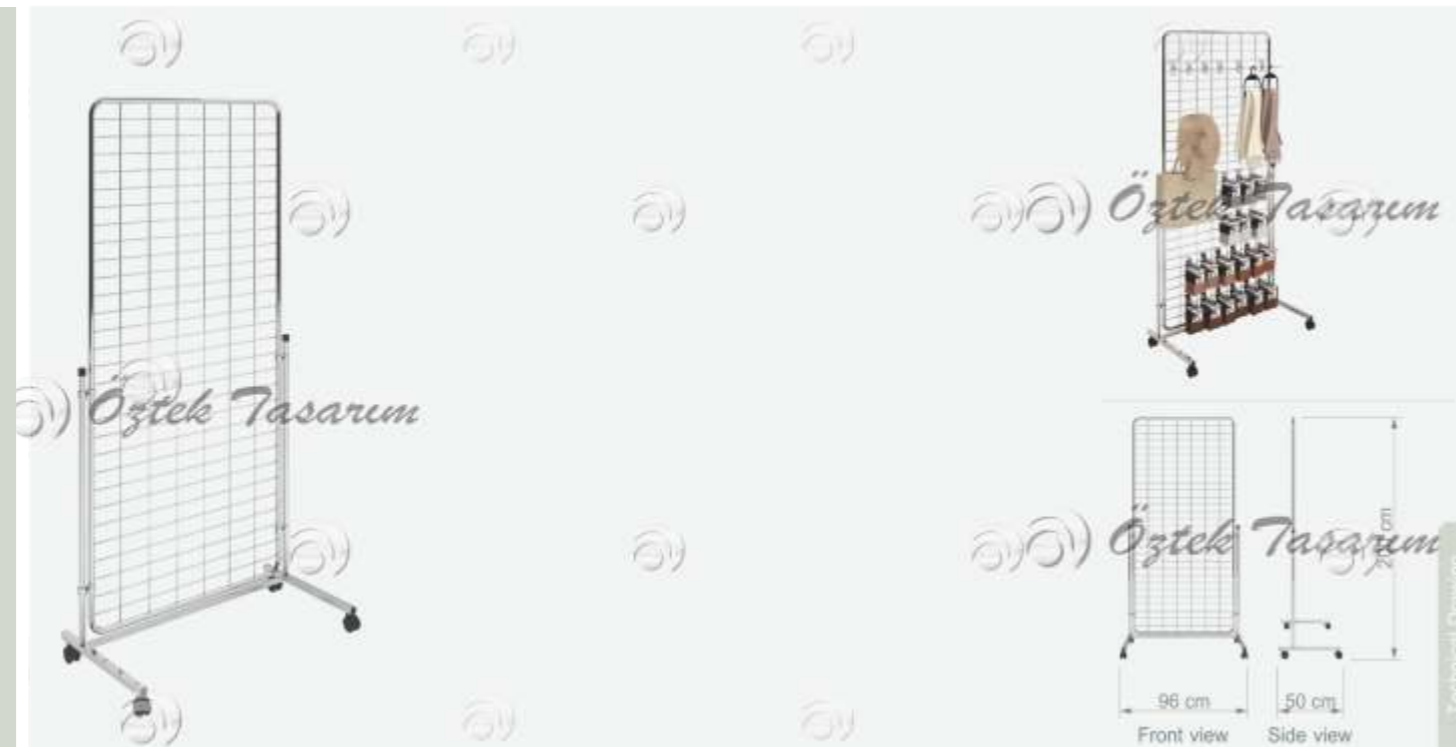 Öztek Tasarım
Öztek Tasarım
Öztek Tasarım
96 cm
50 cm
Front view
Side view